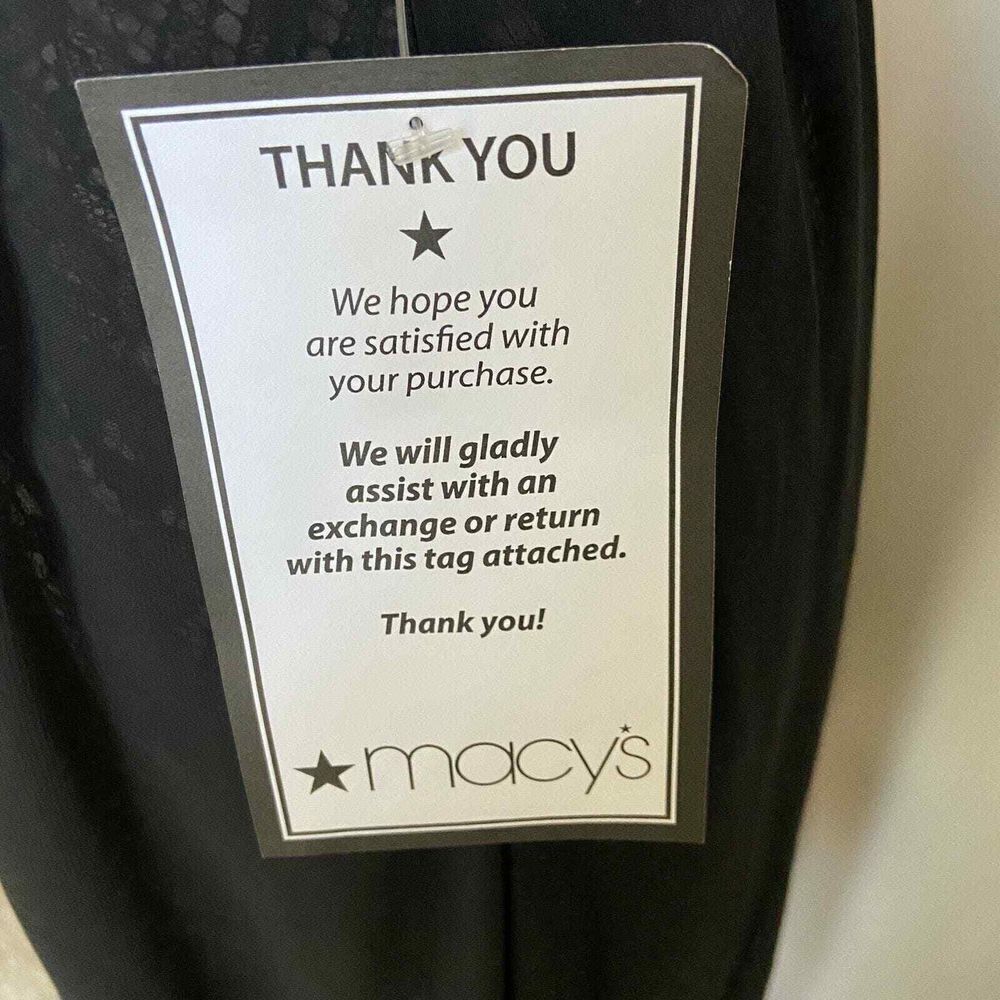 THANK YOU
We hope you
are satisfied with
your purchase.
We will gladly
assist with an
exchange or return
with this tag attached.
Thank you!
macy's